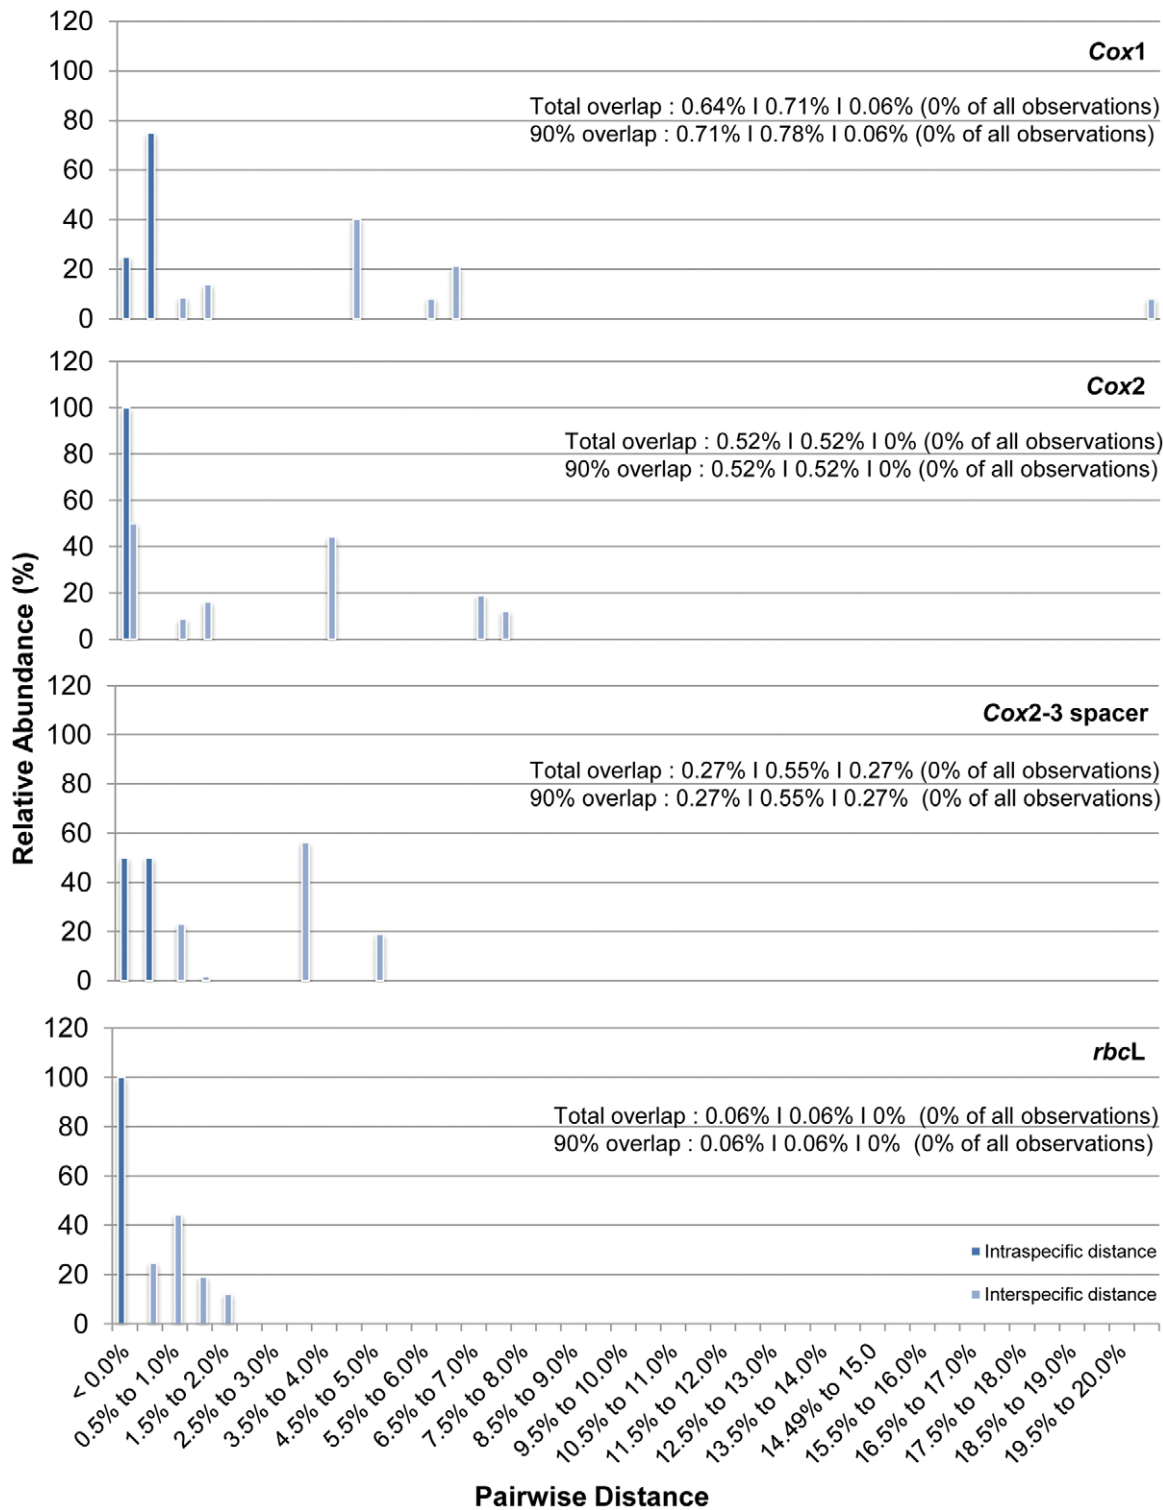 Relative Abundance (%)
120
100
80
60
40
20
0
Cox1
Total overlap : 0.64% I 0.71% I 0.06% (0% of all observations)
90% overlap : 0.71% I 0.78% I 0.06% (0% of all observations)
120
100
80
60
40
20
0
Cox2
Total overlap : 0.52% I 0.52% I 0% (0% of all observations)
90% overlap : 0.52% I 0.52% I 0% (0% of all observations)
120
100
80
60
40
20
0
Cox2-3 spacer
Total overlap : 0.27% I 0.55% I 0.27% (0% of all observations)
90% overlap : 0.27% I 0.55% I 0.27% (0% of all observations)
120
100
80
60
40
20
0
rbcL
Total overlap : 0.06% I 0.06% I 0% (0% of all observations)
90% overlap : 0.06% I 0.06% I 0% (0% of all observations)
Intraspecific distance
Interspecific distance
< 0.0%
0.5% to 1.0%
1.5% to 2.0%
2.5% to 3.0%
3.5% to 4.0%
4.5% to 5.0%
5.5% to 6.0%
6.5% to 7.0%
7.5% to 8.0%
8.5% to 9.0%
9.5% to 10.0%
10.5% to 11.0%
11.5% to 12.0%
12.5% to 13.0%
13.5% to 14.0%
14.49% to 15.0
15.5% to 16.0%
16.5% to 17.0%
17.5% to 18.0%
18.5% to 19.0%
19.5% to 20.0%
Pairwise Distance